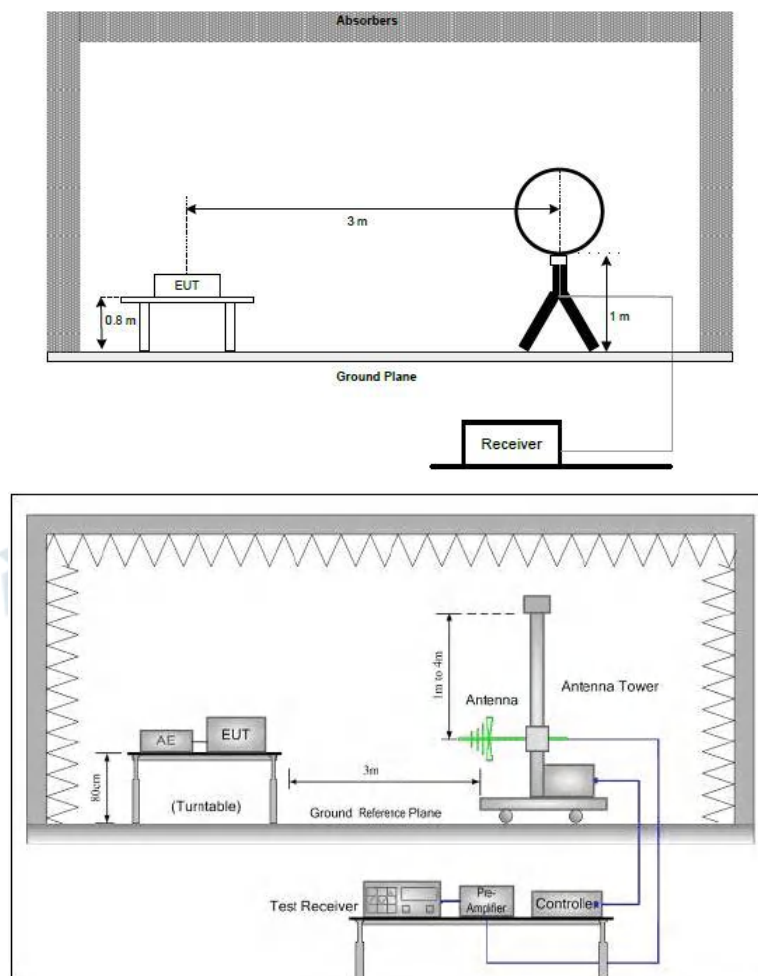 Absorbers
3 m
EUT
0.8 m
1 m
Ground Plane
Receiver
1m to 4m
Antenna
Antenna Tower
AE
EUT
3m
80cm
(Turntable)
Ground Reference Plane
Test Receiver
Pre-
Amplifier
Controller